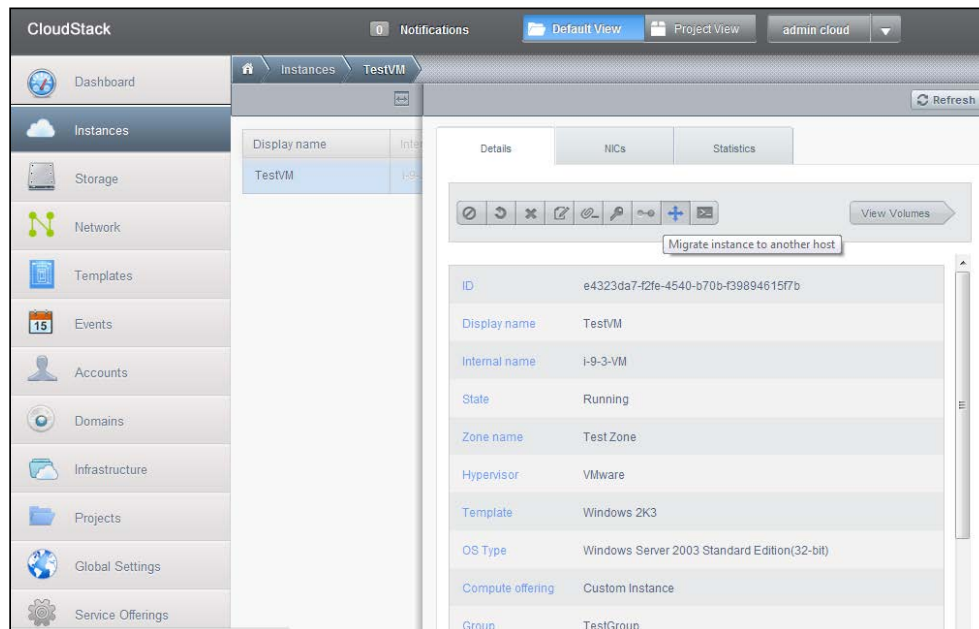 CloudStack
0 Notifications
Default View
Project View
admin cloud
Dashboard
Instances
Storage
Network
Templates
15
Events
Accounts
Domains
Infrastructure
Projects
Global Settings
Service Offerings
Instances
TestVM
Refresh
Display name
TestVM
Details
NICs
Statistics
View Volumes
Migrate instance to another host
ID e4323da7-f2fe-4540-b70b-f39894615f7b
Display name TestVM
Internal name i-9-3-VM
State Running
Zone name Test Zone
Hypervisor VMware
Template Windows 2K3
OS Type Windows Server 2003 Standard Edition(32-bit)
Compute offering Custom Instance
Group TestGroup